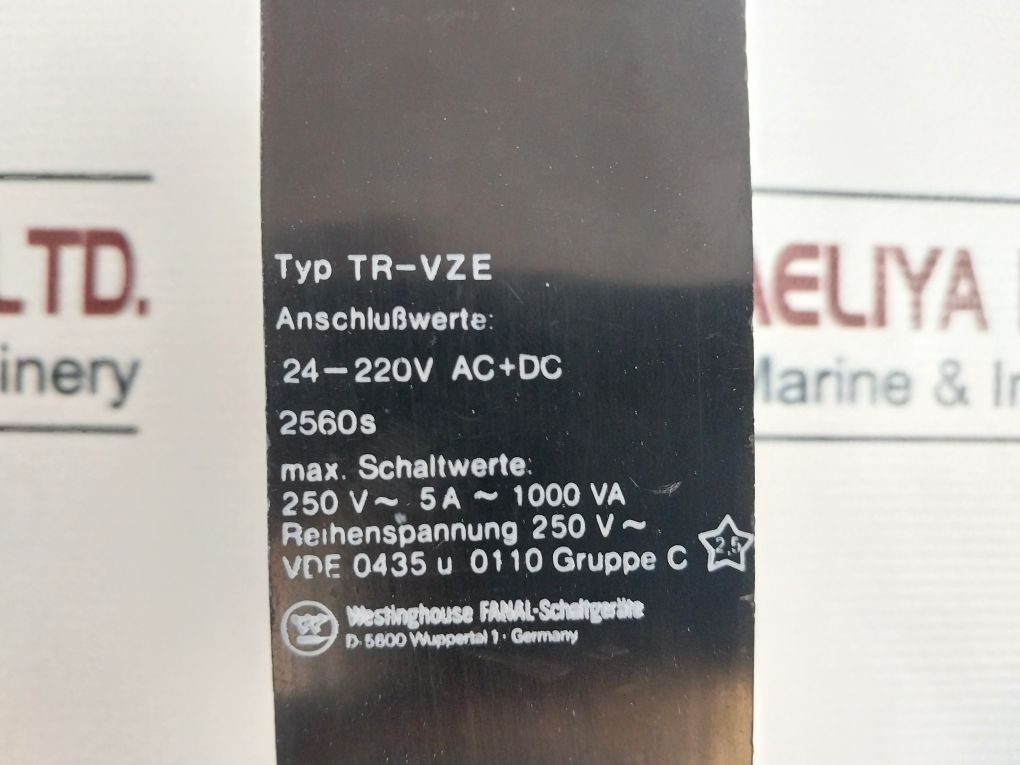 LTD.
inery
AELIYA
Marine & In
Typ TR-VZE
Anschlußwerte:
24-220V AC+DC
2560s
max. Schaltwerte:
250 V~ 5A ~ 1000 VA
Reihenspannung 250 V~
VDE 0435 u 0110 Gruppe C
2,5
Westinghouse FANAL-Schaltgeräte
D-5600 Wuppertal 1 · Germany